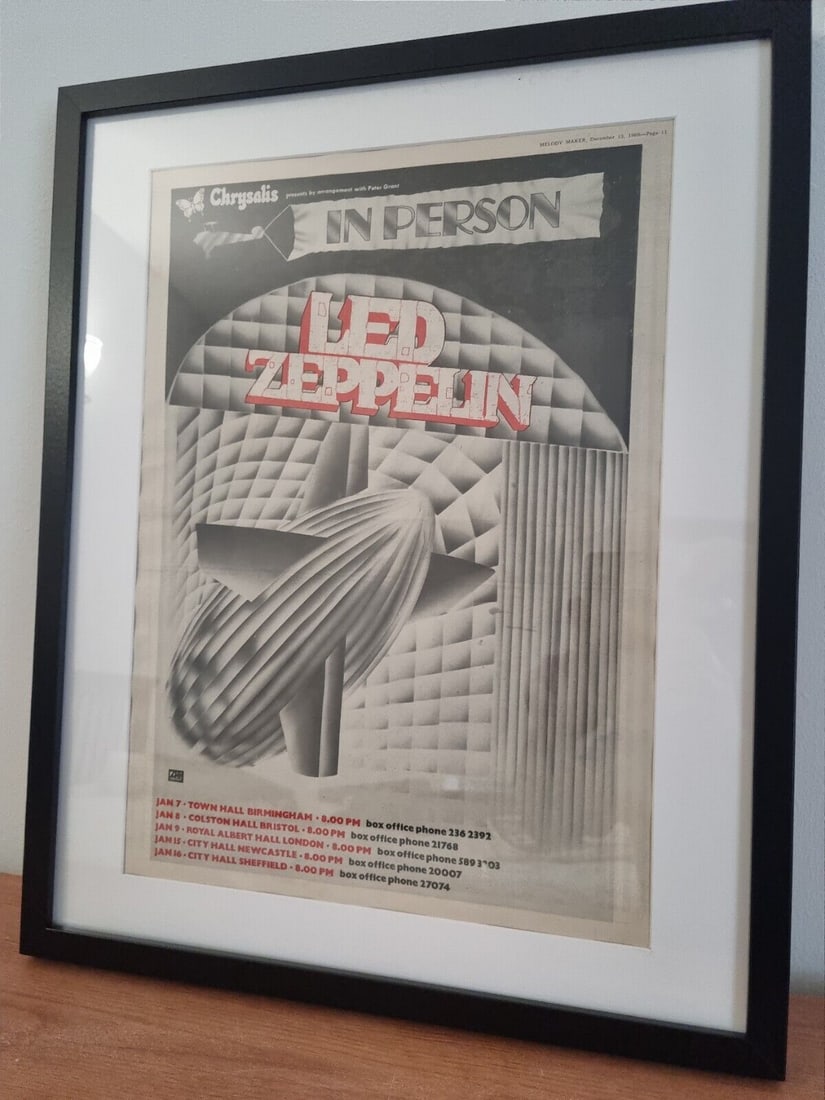 MELODY MAKER, December 13, 1969—Page 11
Chrysalis presents by arrangement with Peter Grant
IN PERSON
LED
ZEPPELIN
JAN 7 · TOWN HALL BIRMINGHAM · 8.00 PM box office phone 236 2392
JAN 8 · COLSTON HALL BRISTOL · 8.00 PM box office phone 21768
JAN 9 · ROYAL ALBERT HALL LONDON · 8.00 PM box office phone
JAN 15 · CITY HALL NEWCASTLE · 8.00 PM box office phone 20007
JAN 16 · CITY HALL SHEFFIELD · 8.00 PM box office phone 27074